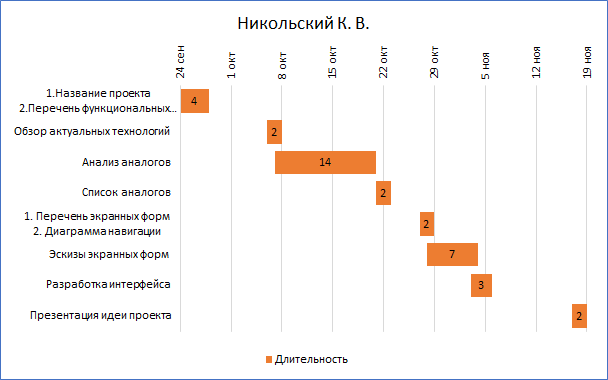 Никольский К. В.
24 сен
1 окт
8 окт
15 окт
22 окт
29 окт
5 ноя
12 ноя
19 ноя
1.Название проекта
2.Перечень функциональных...
4
Обзор актуальных технологий
2
Анализ аналогов
14
Список аналогов
2
1. Перечень экранных форм
2. Диаграмма навигации
2
Эскизы экранных форм
7
Разработка интерфейса
3
Презентация идеи проекта
2
Длительность